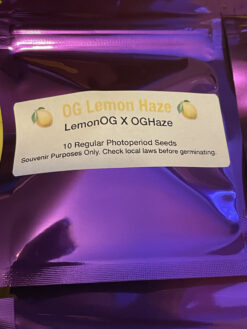 OG Lemon Haze
LemonOG X OGHaze
10 Regular Photoperiod Seeds
Souvenir Purposes Only. Check local laws before germinating.